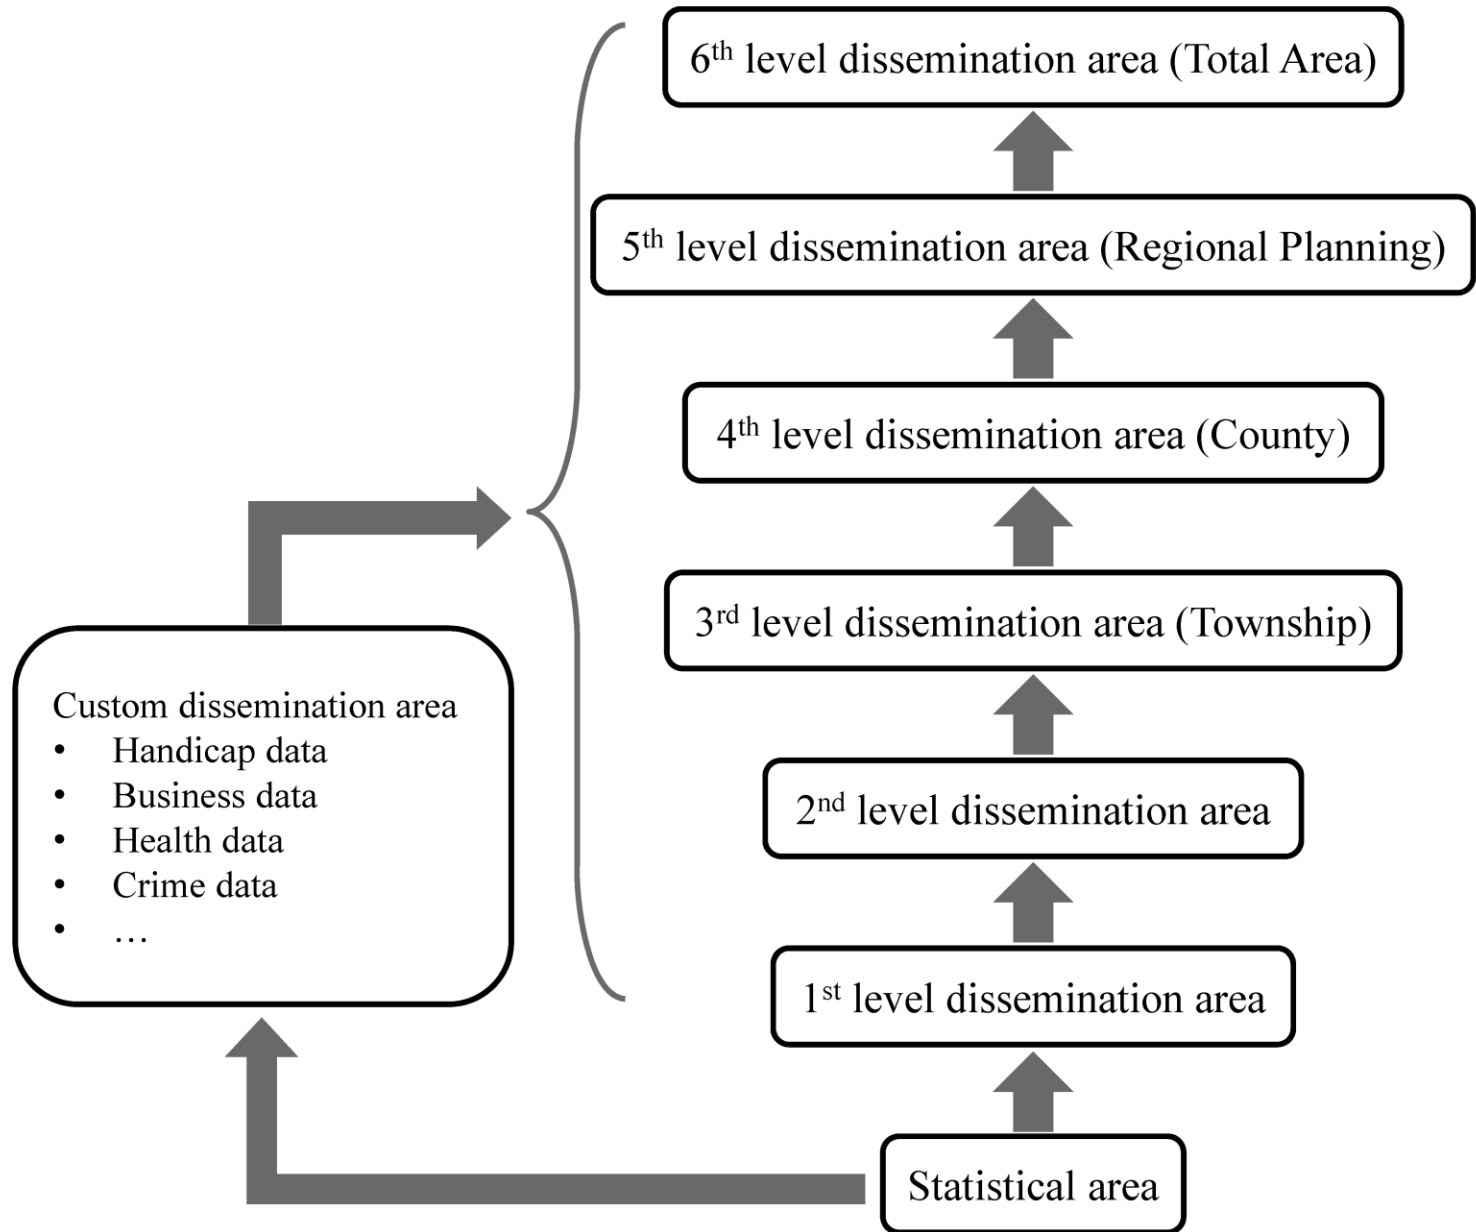 6th level dissemination area (Total Area)
5th level dissemination area (Regional Planning)
4th level dissemination area (County)
3rd level dissemination area (Township)
Custom dissemination area
• Handicap data
• Business data
• Health data
• Crime data
• …
2nd level dissemination area
1st level dissemination area
Statistical area